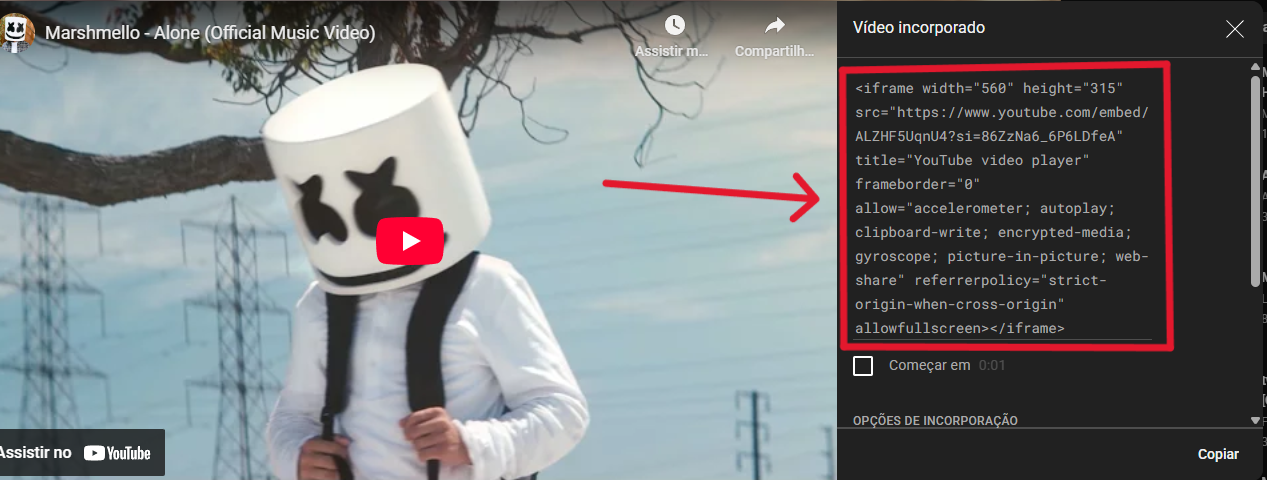 Marshmello - Alone (Official Music Video)
Assistir m...
Compartilh...
Assistir no YouTube
Vídeo incorporado
<iframe width="560" height="315"
src="https://www.youtube.com/embed/
ALZHF5UqnU4?si=86ZzNa6_6P6LDfeA"
title="YouTube video player"
frameborder="0"
allow="accelerometer; autoplay;
clipboard-write; encrypted-media;
gyroscope; picture-in-picture; web-
share" referrerpolicy="strict-
origin-when-cross-origin"
allowfullscreen></iframe>
Começar em 0:01
OPÇÕES DE INCORPORAÇÃO
Copiar